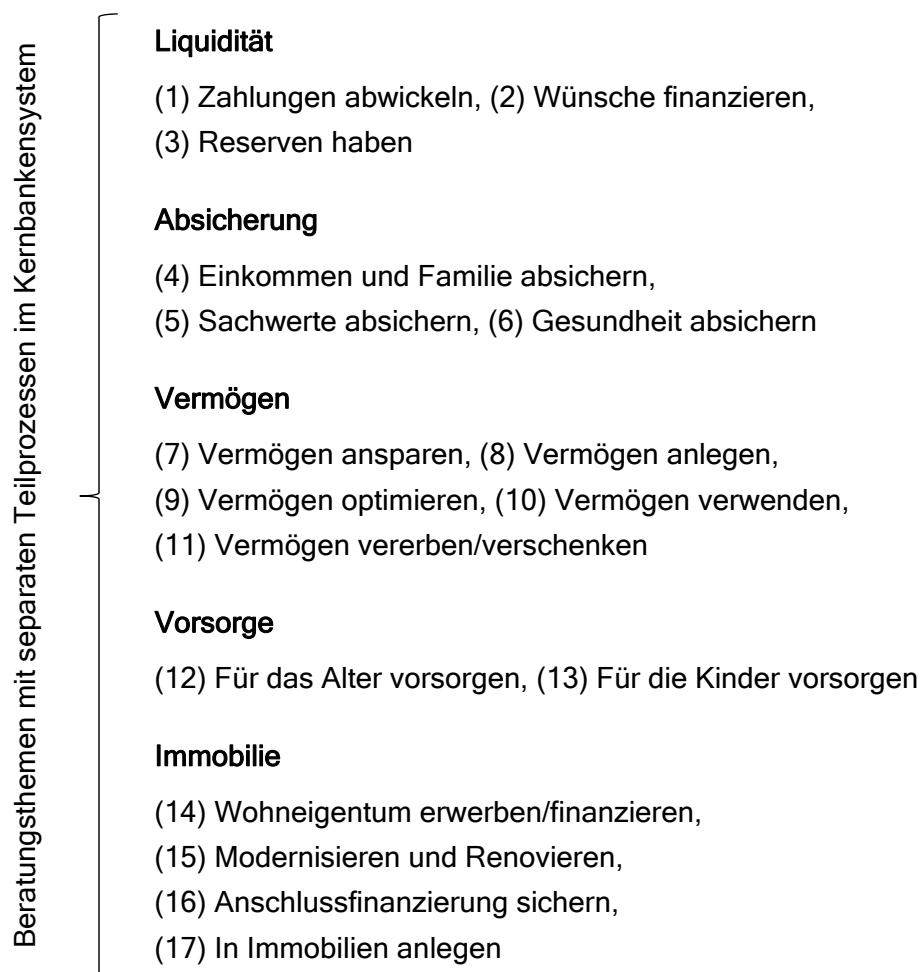 Beratungsthemen mit separaten Teilprozessen im Kernbankensystem
Liquidität
(1) Zahlungen abwickeln, (2) Wünsche finanzieren,
(3) Reserven haben
Absicherung
(4) Einkommen und Familie absichern,
(5) Sachwerte absichern, (6) Gesundheit absichern
Vermögen
(7) Vermögen ansparen, (8) Vermögen anlegen,
(9) Vermögen optimieren, (10) Vermögen verwenden,
(11) Vermögen vererben/verschenken
Vorsorge
(12) Für das Alter vorsorgen, (13) Für die Kinder vorsorgen
Immobilie
(14) Wohneigentum erwerben/finanzieren,
(15) Modernisieren und Renovieren,
(16) Anschlussfinanzierung sichern,
(17) In Immobilien anlegen